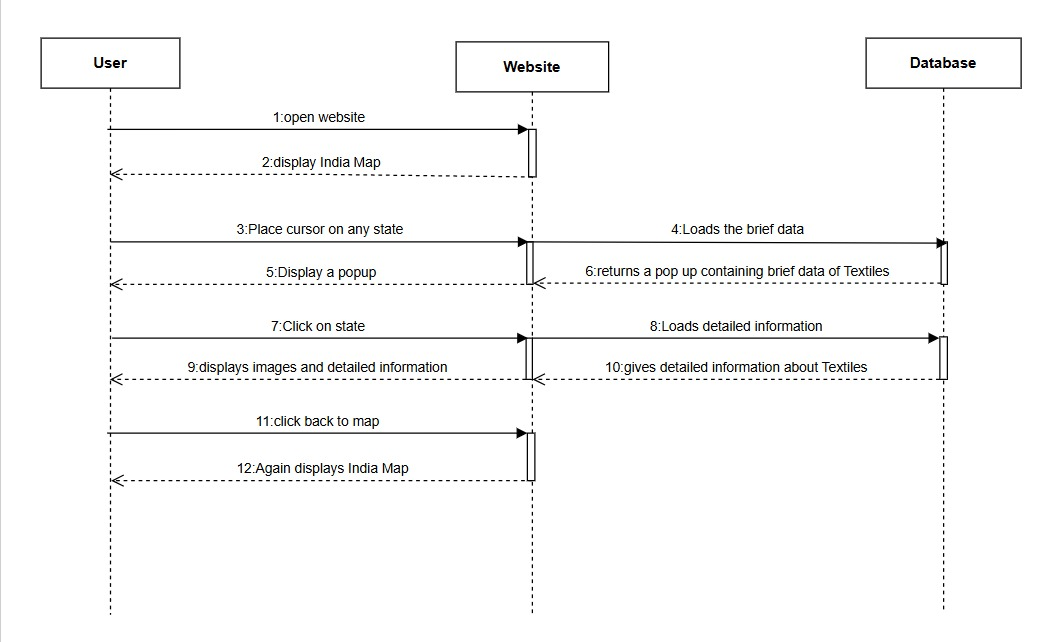 User
Website
Database
1:open website
2:display India Map
3:Place cursor on any state
4:Loads the brief data
5:Display a popup
6:returns a pop up containing brief data of Textiles
7:Click on state
8:Loads detailed information
9:displays images and detailed information
10:gives detailed information about Textiles
11:click back to map
12:Again displays India Map